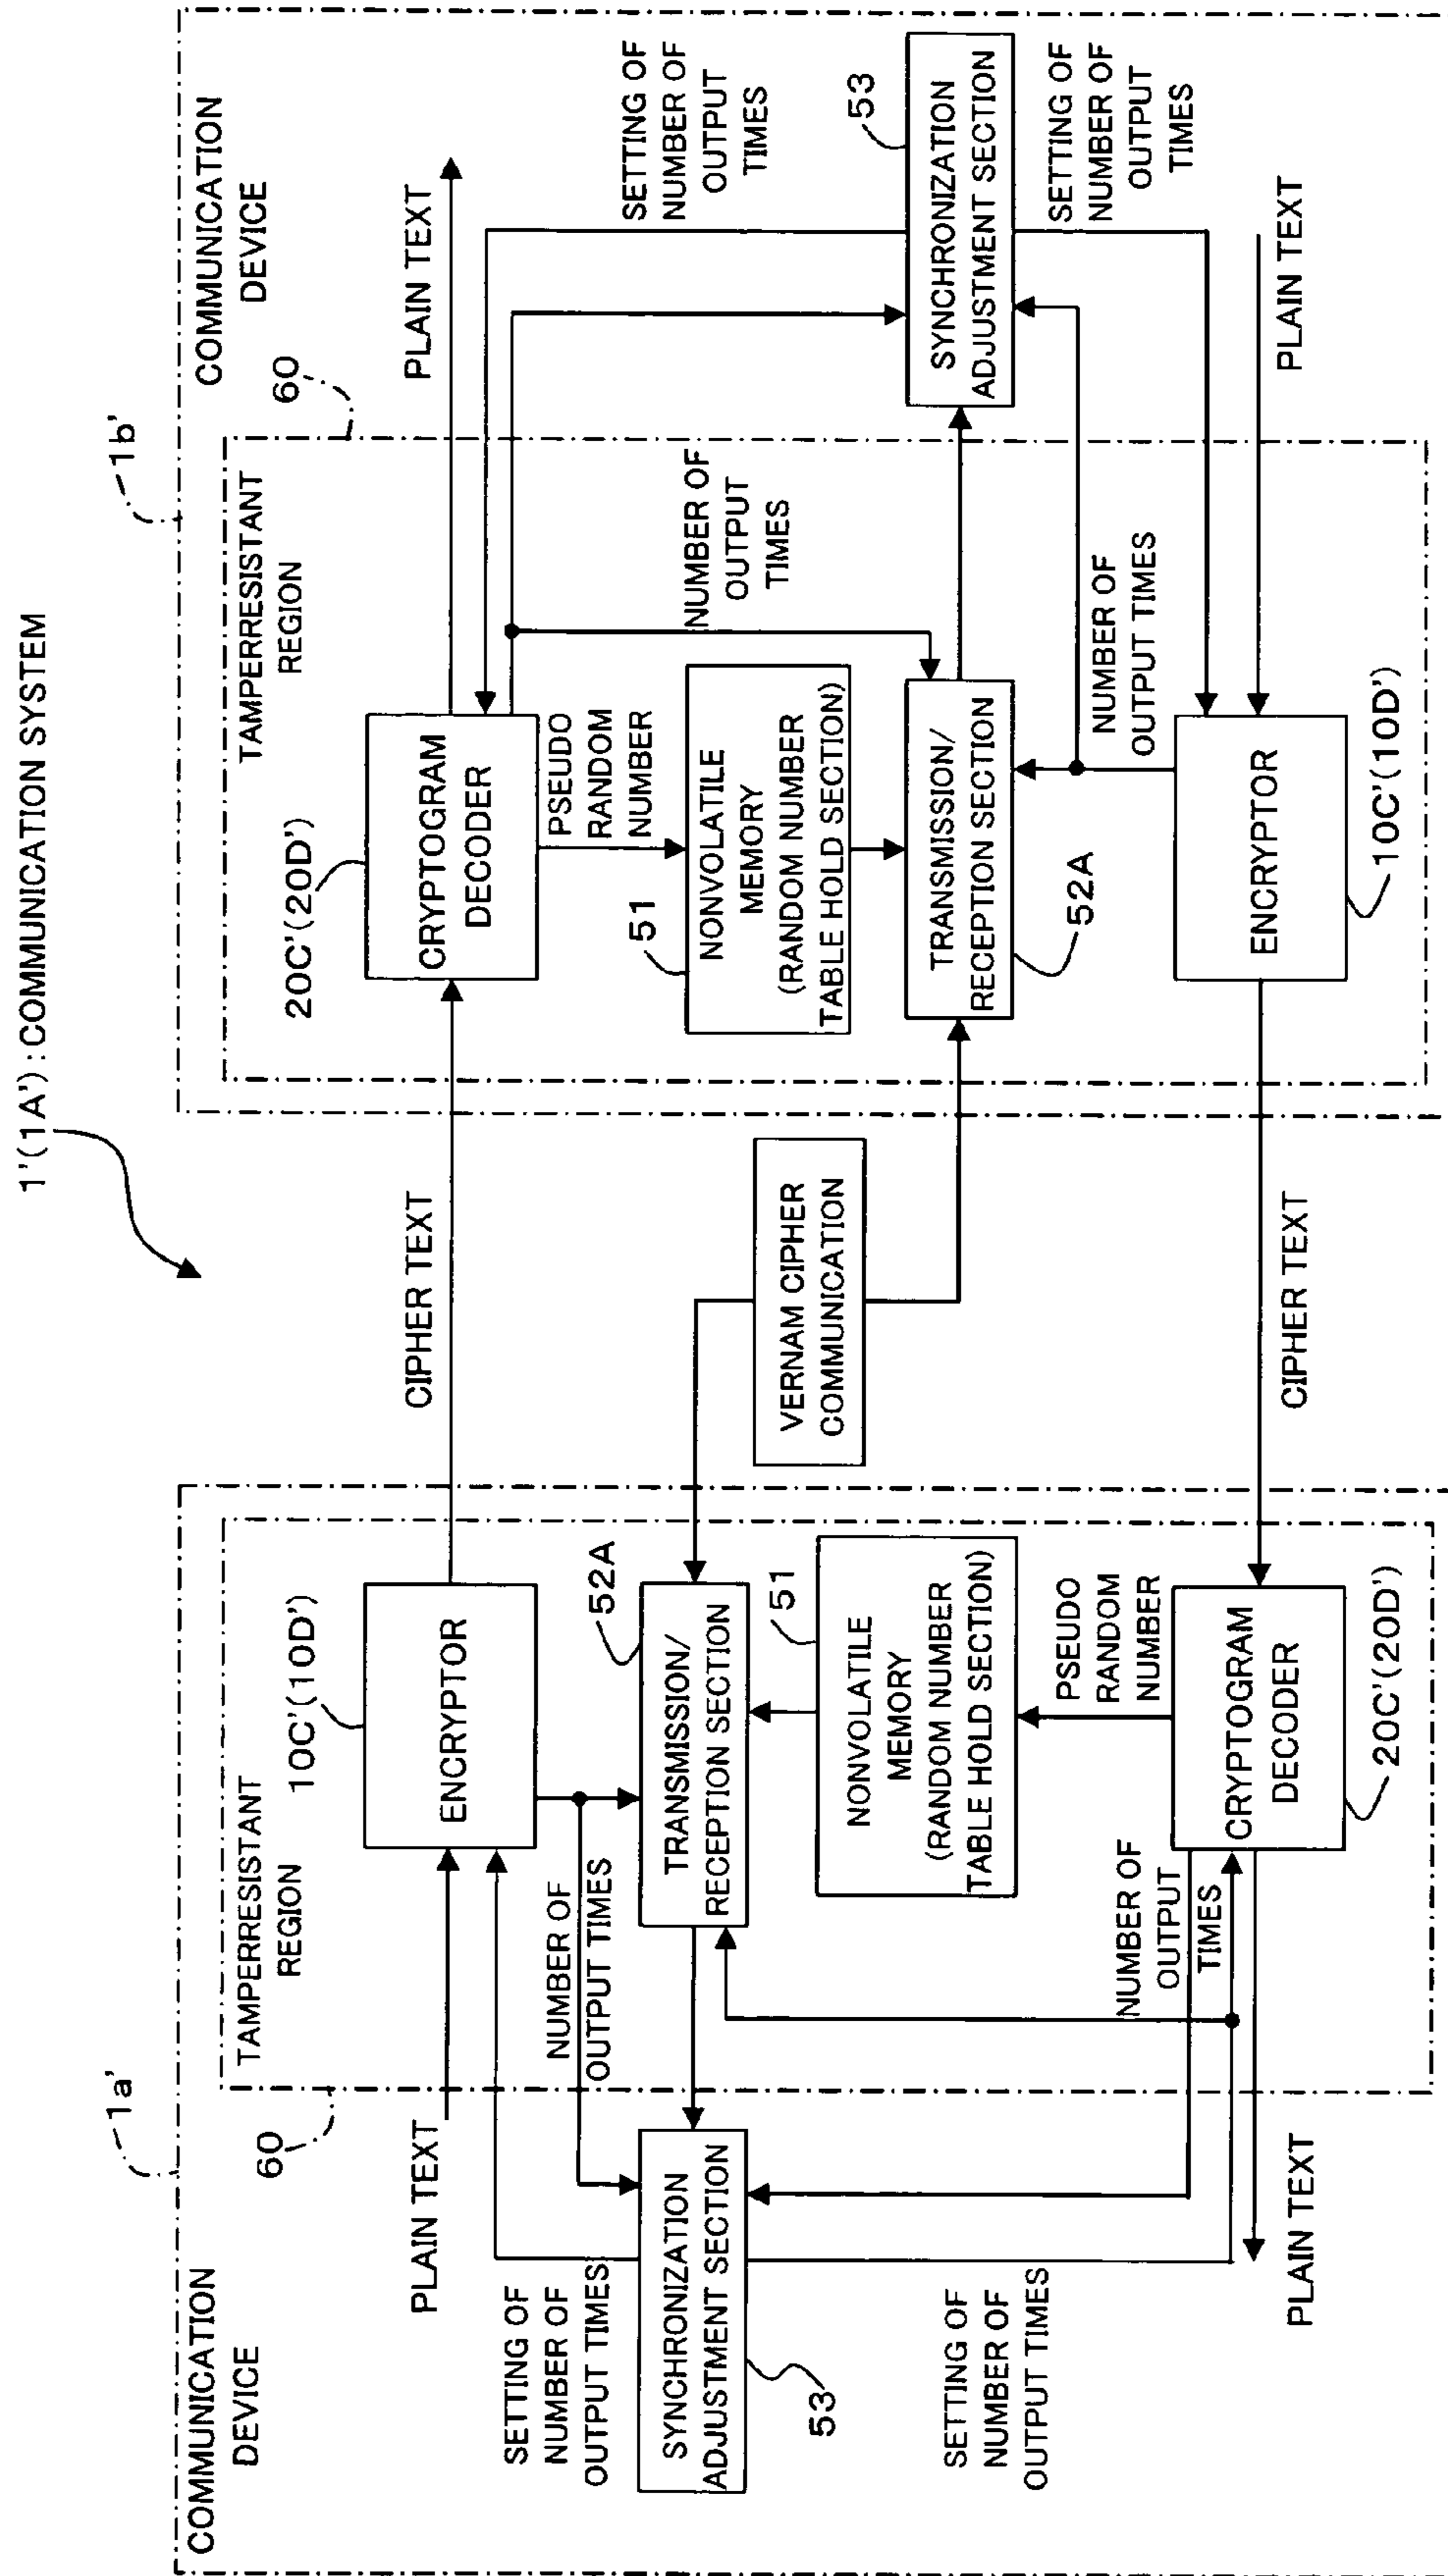 1'(1A'):COMMUNICATION SYSTEM
1a'
COMMUNICATION
DEVICE
60
TAMPERRESISTANT
REGION
10C'(10D')
PLAIN TEXT
ENCRYPTOR
CIPHER TEXT
SETTING OF
NUMBER OF
OUTPUT TIMES
NUMBER OF
OUTPUT TIMES
52A
SYNCHRONIZATION
ADJUSTMENT SECTION
53
TRANSMISSION/
RECEPTION SECTION
51
NONVOLATILE
MEMORY
(RANDOM NUMBER
TABLE HOLD SECTION)
SETTING OF
NUMBER OF
OUTPUT TIMES
NUMBER OF
OUTPUT
TIMES
PSEUDO
RANDOM
NUMBER
CRYPTOGRAM
DECODER
20C'(20D')
PLAIN TEXT
VERNAM CIPHER
COMMUNICATION
CIPHER TEXT
1b'
COMMUNICATION
DEVICE
60
TAMPERRESISTANT
REGION
20C'(20D')
CRYPTOGRAM
DECODER
PLAIN TEXT
PSEUDO
RANDOM
NUMBER
51
NONVOLATILE
MEMORY
(RANDOM NUMBER
TABLE HOLD SECTION)
NUMBER OF
OUTPUT
TIMES
SETTING OF
NUMBER OF
OUTPUT
TIMES
TRANSMISSION/
RECEPTION SECTION
52A
53
SYNCHRONIZATION
ADJUSTMENT SECTION
NUMBER OF
OUTPUT TIMES
SETTING OF
NUMBER OF
OUTPUT
TIMES
ENCRYPTOR
10C'(10D')
PLAIN TEXT